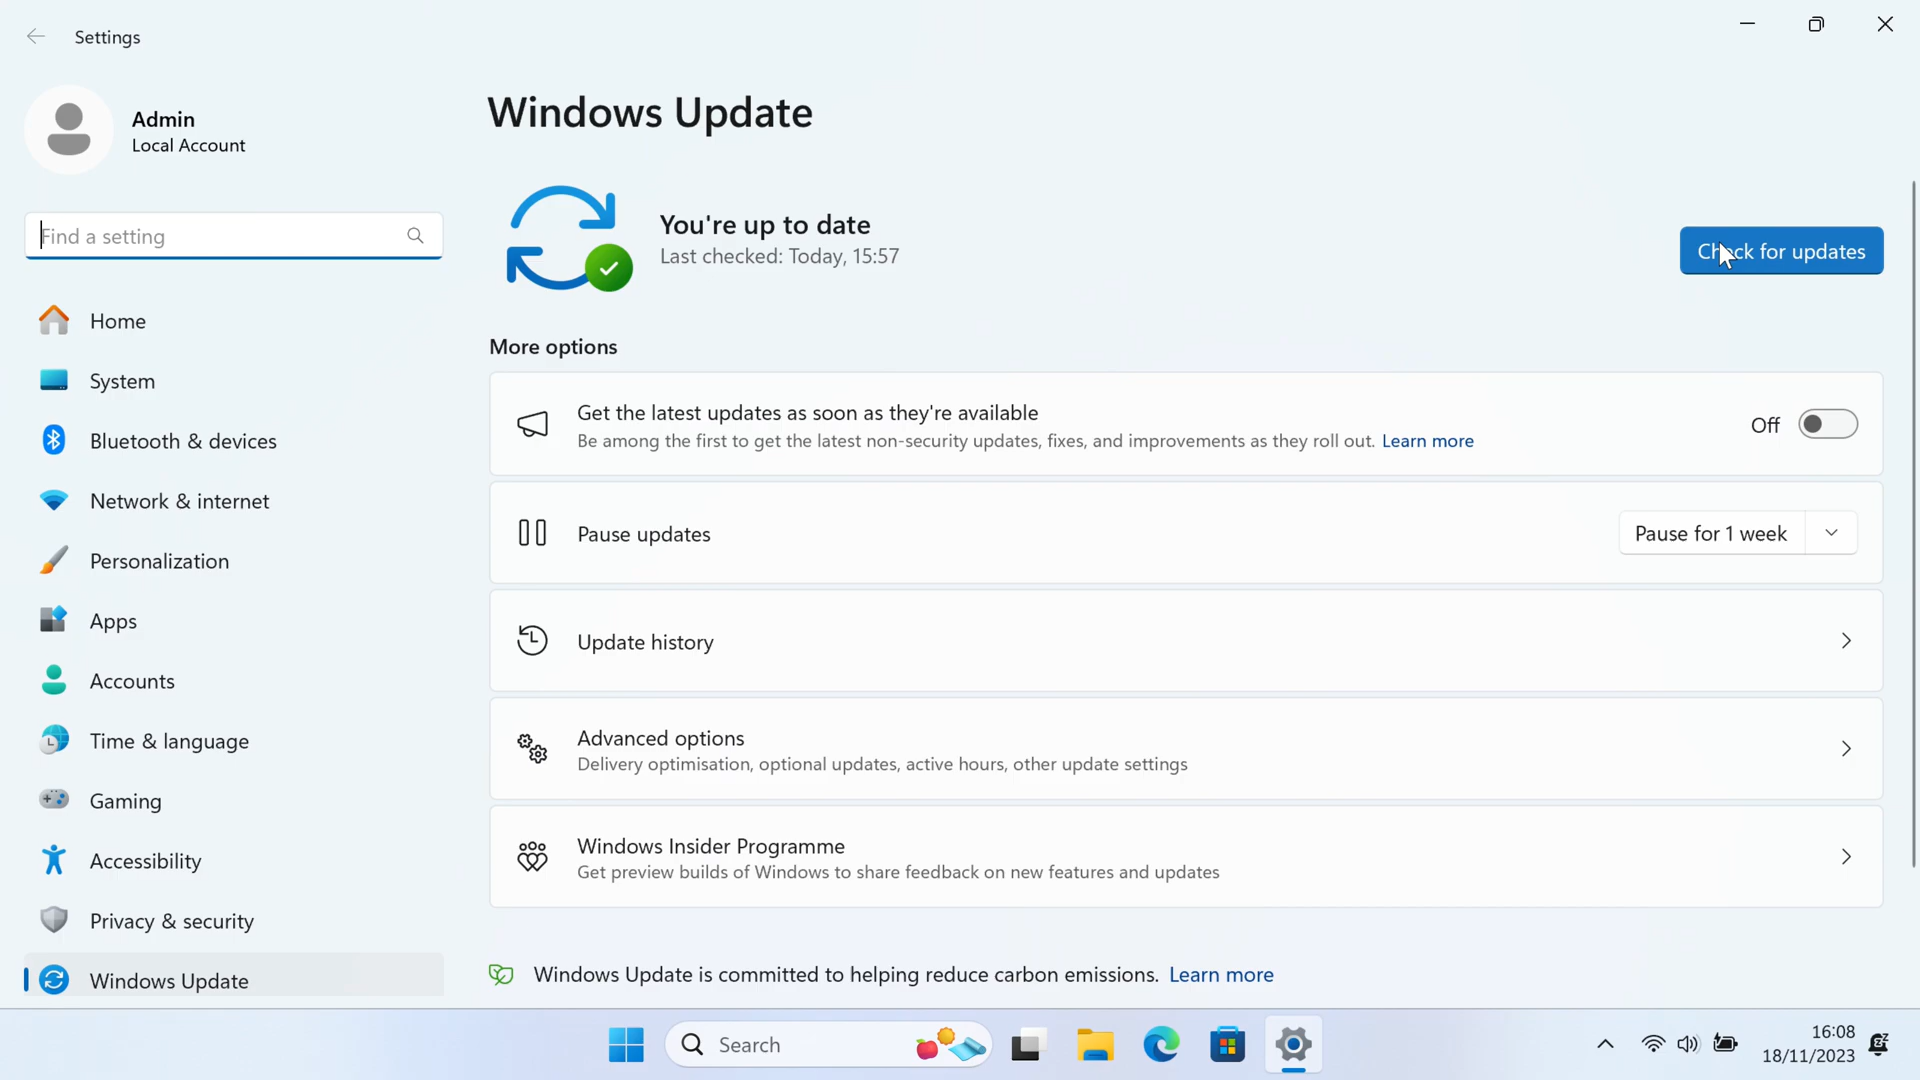 Settings
Admin
Local Account
Find a setting
Home
System
Bluetooth & devices
Network & internet
Personalization
Apps
Accounts
Time & language
Gaming
Accessibility
Privacy & security
Windows Update
Windows Update
You're up to date
Last checked: Today, 15:57
Check for updates
More options
Get the latest updates as soon as they're available
Be among the first to get the latest non-security updates, fixes, and improvements as they roll out. Learn more
Off
Pause updates
Pause for 1 week
Update history
Advanced options
Delivery optimisation, optional updates, active hours, other update settings
Windows Insider Programme
Get preview builds of Windows to share feedback on new features and updates
Windows Update is committed to helping reduce carbon emissions. Learn more
Search
16:08
18/11/2023